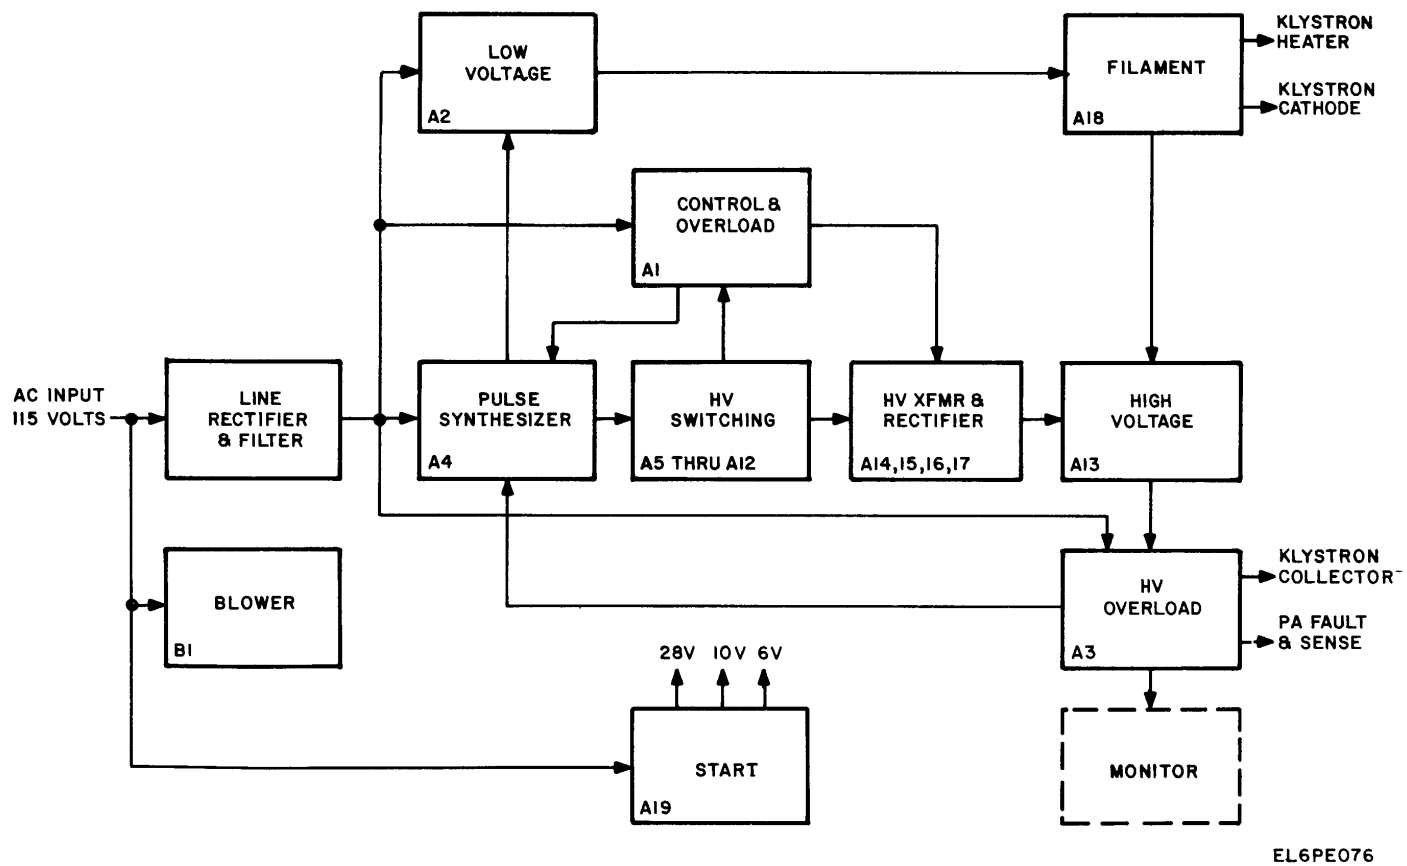 LOW
VOLTAGE
A2
FILAMENT
A18
KLYSTRON
HEATER
KLYSTRON
CATHODE
CONTROL &
OVERLOAD
A1
AC INPUT
115 VOLTS
LINE
RECTIFIER
& FILTER
PULSE
SYNTHESIZER
A4
HV
SWITCHING
A5 THRU A12
HV XFMR &
RECTIFIER
A14,15,16,17
HIGH
VOLTAGE
A13
BLOWER
B1
HV
OVERLOAD
A3
KLYSTRON
COLLECTOR
PA FAULT
& SENSE
28V 10V 6V
START
A19
MONITOR
EL6PE076